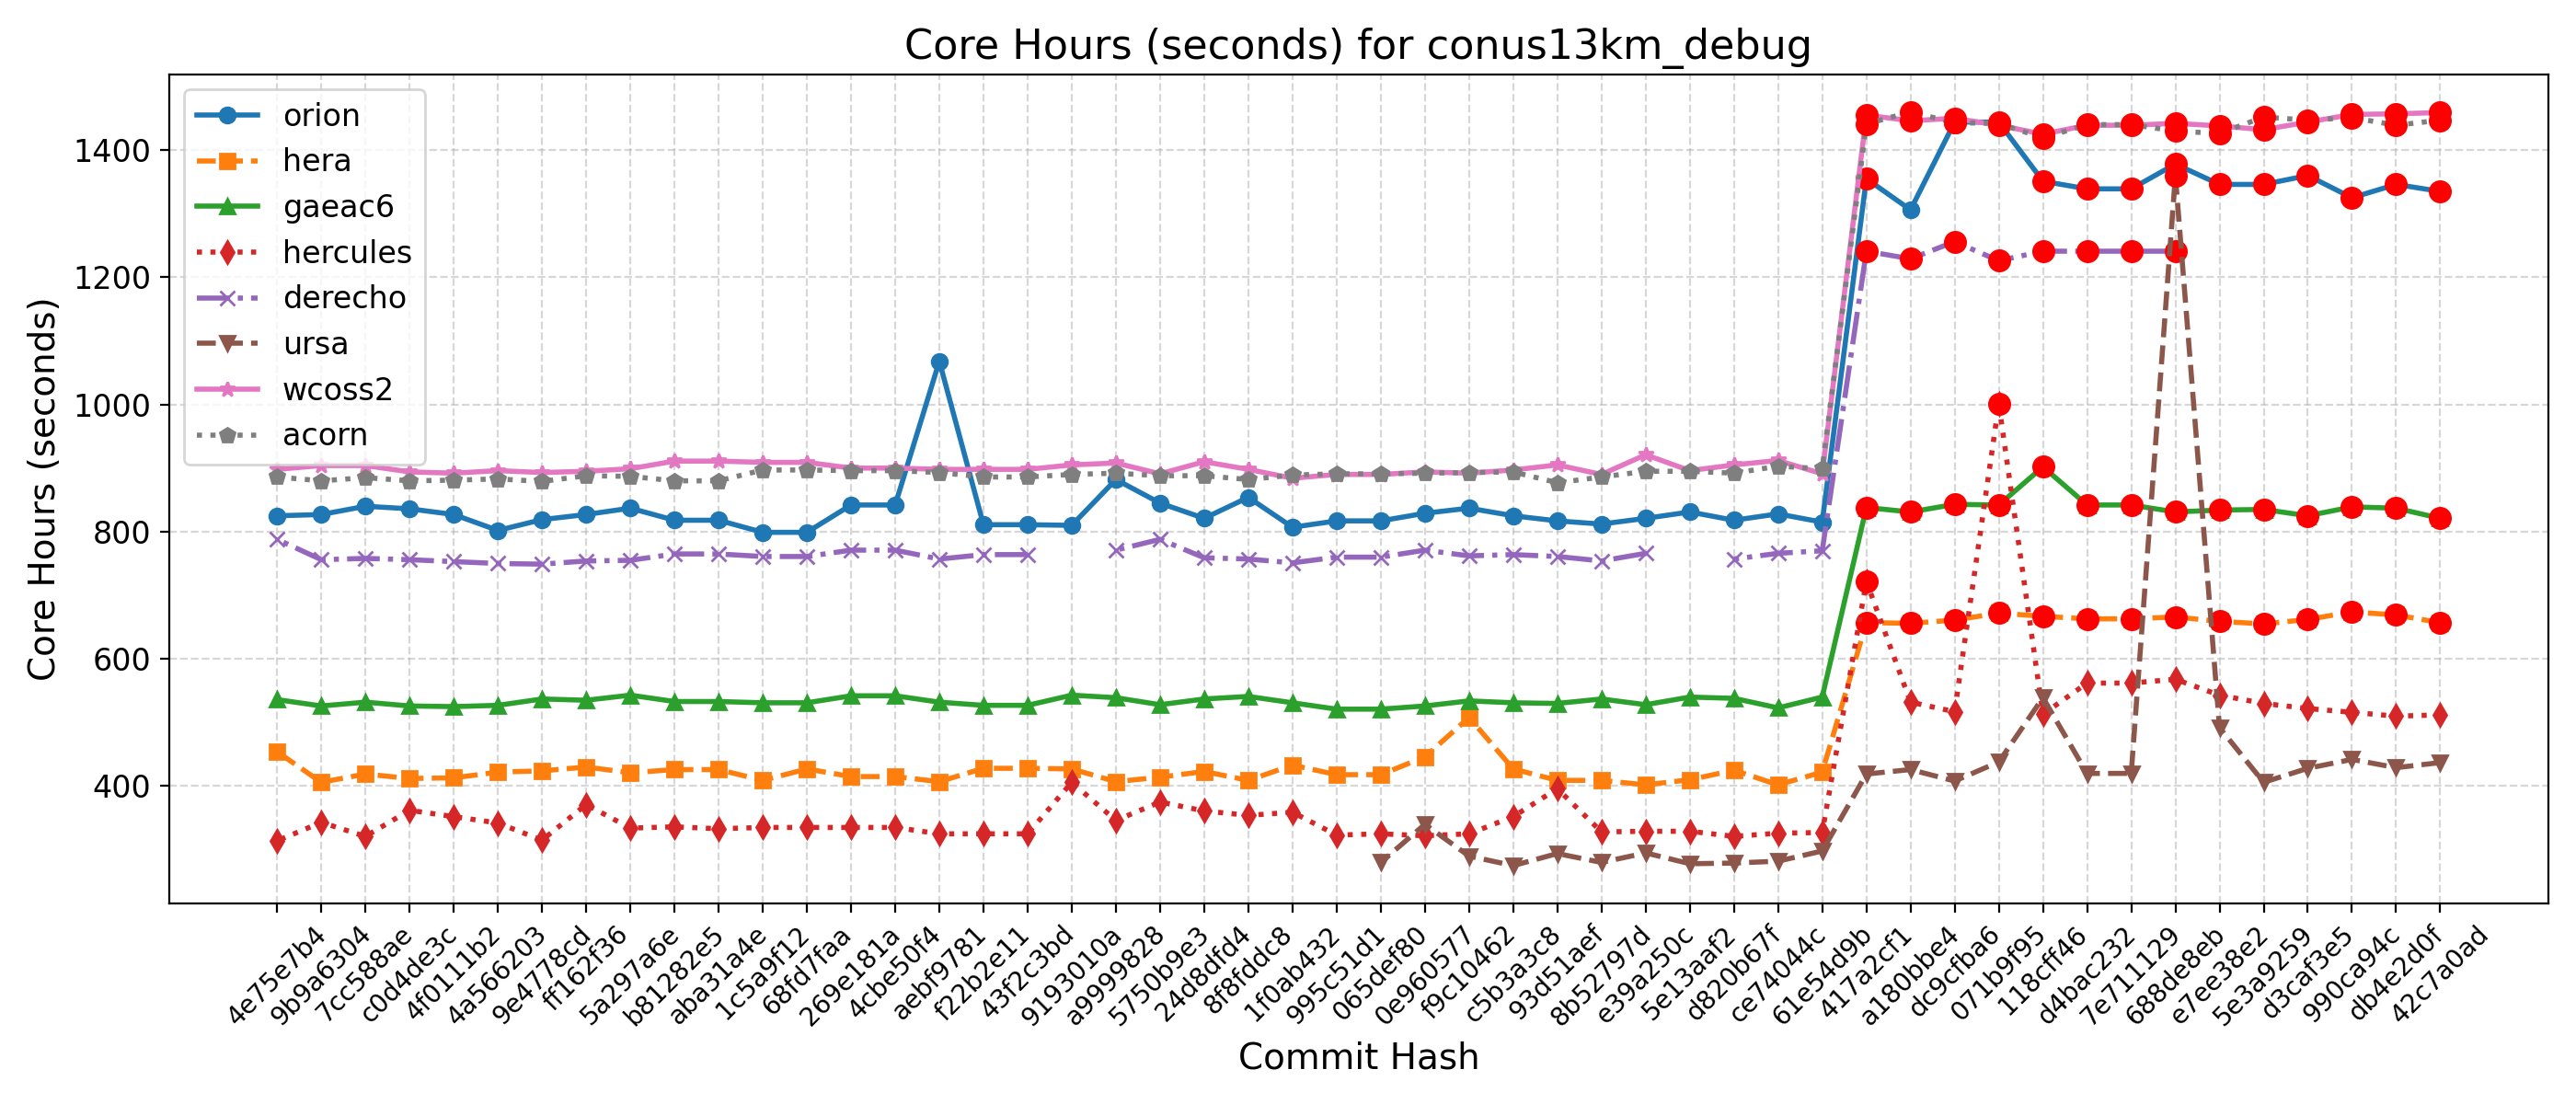 Core Hours (seconds) for conus13km_debug
orion
hera
gaeac6
hercules
derecho
ursa
wcoss2
acorn
Core Hours (seconds)
1400
1200
1000
800
600
400
4e75e7b4
9b9a6304
7cc588ae
c0d4de3c
4f0111b2
4a566203
9e4778cd
ff162f36
5a297a6e
b81282e5
aba31a4e
1c5a9f12
68fd7faa
269e181a
4cbe50f4
aebf9781
f22b2e11
43f2c3bd
9193010a
a9999828
5750b9e3
24d8dfd4
8f8fddc8
1f0ab432
995c51d1
065def80
0e960577
f9c10462
c5b3a3c8
93d51aef
8b52797d
e39a250c
5e13aaf2
d820b67f
ce74044c
61e54d9b
417a2cf1
a180bbe4
dc9cfba6
071b9f95
118cff46
d4bac232
7e711129
688de8eb
e7ee38e2
5e3a9259
d3caf3e5
990ca94c
db4e2d0f
42c7a0ad
Commit Hash